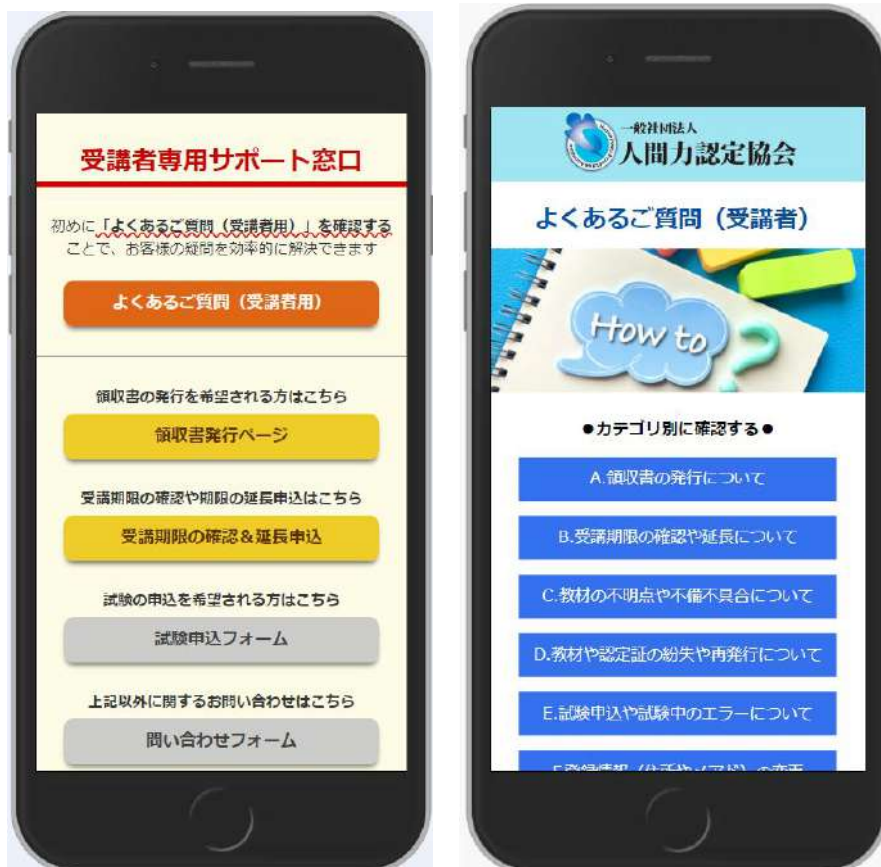 受講者専用サポート窓口
初めに「よくあるご質問（受講者用）」を確認する
ことで、お客様の疑問を効率的に解決できます
よくあるご質問（受講者用）
領収書の発行を希望される方はこちら
領収書発行ページ
受講期限の確認や期限の延長申込はこちら
受講期限の確認＆延長申込
試験の申込を希望される方はこちら
試験申込フォーム
上記以外に関するお問い合わせはこちら
問い合わせフォーム
一般社団法人
人間力認定協会
よくあるご質問（受講者）
How to ?
●カテゴリ別に確認する●
A.領収書の発行について
B.受講期限の確認や延長について
C.教材の不明点や不備不具合について
D.教材や認定証の紛失や再発行について
E.試験申込や試験中のエラーについて